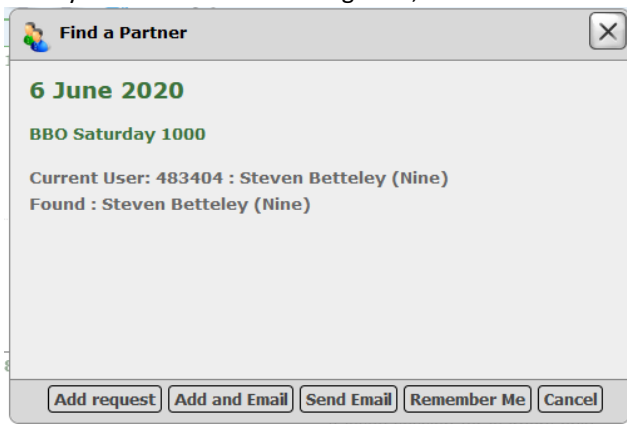 Find a Partner
6 June 2020
BBO Saturday 1000
Current User: 483404 : Steven Betteley (Nine)
Found : Steven Betteley (Nine)
Add request Add and Email Send Email Remember Me Cancel